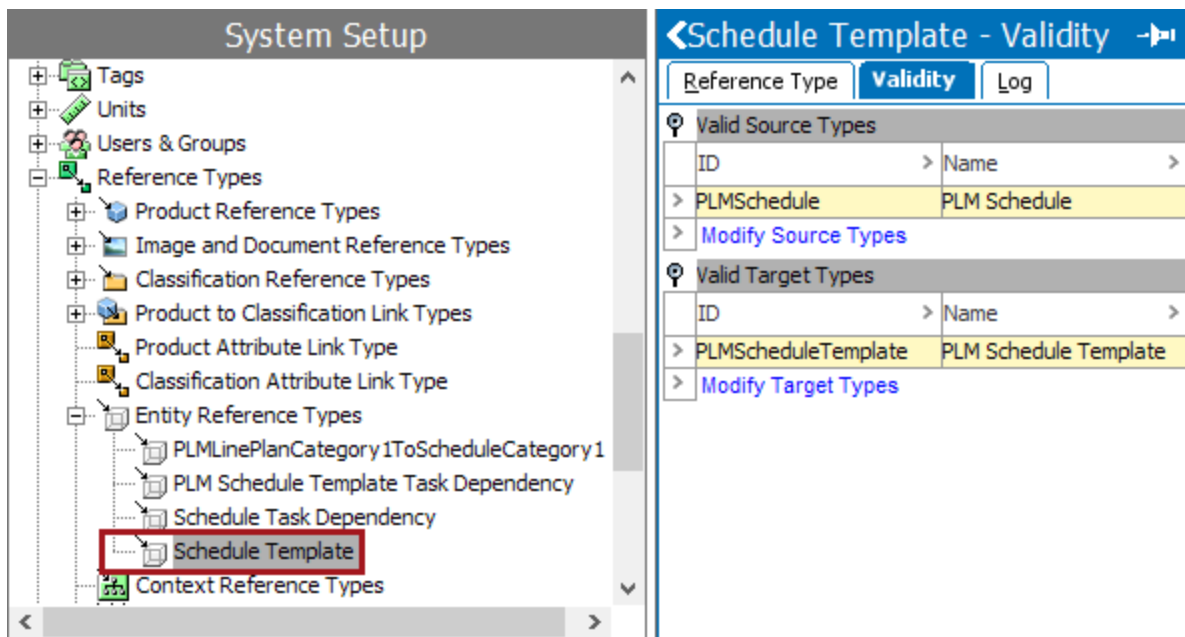 System Setup
Tags
Units
Users & Groups
Reference Types
Product Reference Types
Image and Document Reference Types
Classification Reference Types
Product to Classification Link Types
Product Attribute Link Type
Classification Attribute Link Type
Entity Reference Types
PLMLinePlanCategory1ToScheduleCategory1
PLM Schedule Template Task Dependency
Schedule Task Dependency
Schedule Template
Context Reference Types
Schedule Template - Validity
Reference Type Validity Log
Valid Source Types
ID > Name >
> PLMSchedule PLM Schedule
> Modify Source Types
Valid Target Types
ID > Name >
> PLMScheduleTemplate PLM Schedule Template
> Modify Target Types